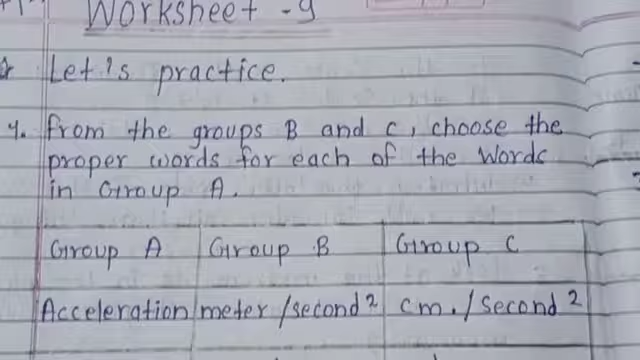 Worksheet -9
Let's practice.
4. From the groups B and C, choose the
proper words for each of the words
in Group A.
Group A Group B Group C
Acceleration meter/second² cm./second²